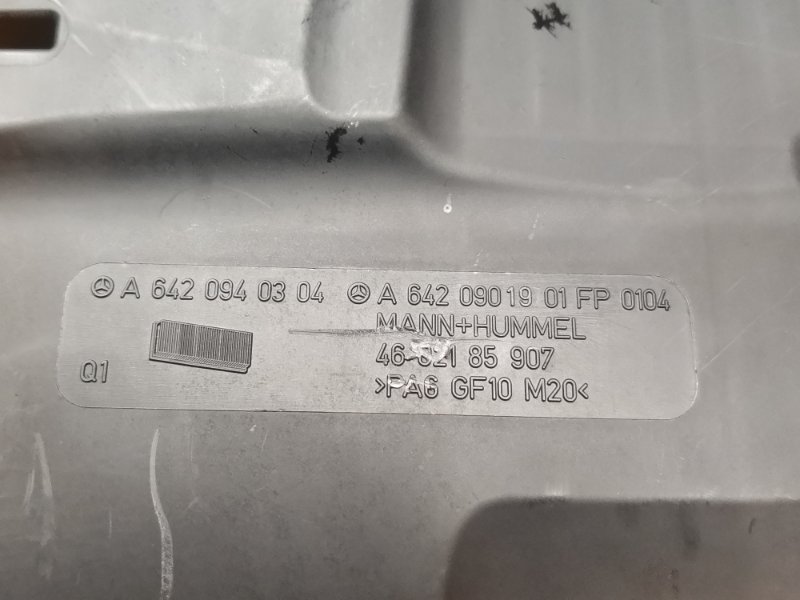 A 642 094 03 04 A 642 090 19 01 FP 0104
MANN+HUMMEL
85 907
Q1 >PA6 GF10 M20<